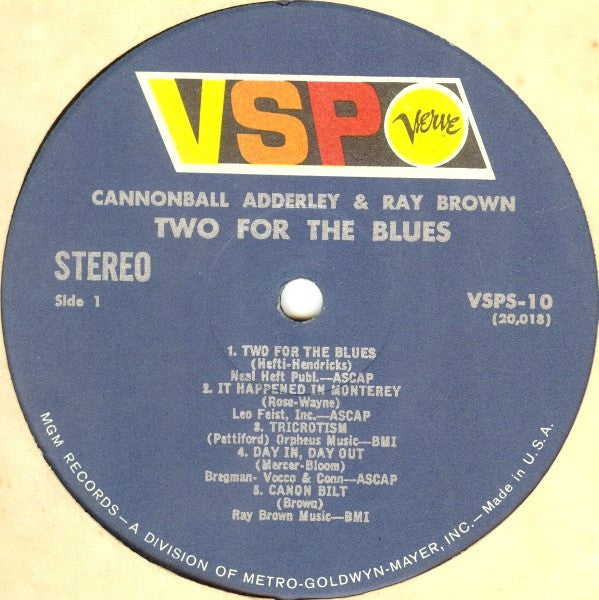 VSP
Verve
CANNONBALL ADDERLEY & RAY BROWN
TWO FOR THE BLUES
STEREO
Side 1
VSPS-10
(20,018)
1. TWO FOR THE BLUES
(Hefti-Hendricks)
Neal Heft Publ.—ASCAP
2. IT HAPPENED IN MONTEREY
(Rose-Wayne)
Leo Feist, Inc.—ASCAP
3. TRICROTISM
(Pettiford) Orpheus Music—BMI
4. DAY IN, DAY OUT
(Mercer-Bloom)
Bregman- Vocco & Conn—ASCAP
5. CANON BILT
(Brown)
Ray Brown Music—BMI
MGM RECORDS—A DIVISION OF METRO-GOLDWYN-MAYER, INC.—Made in U.S.A.